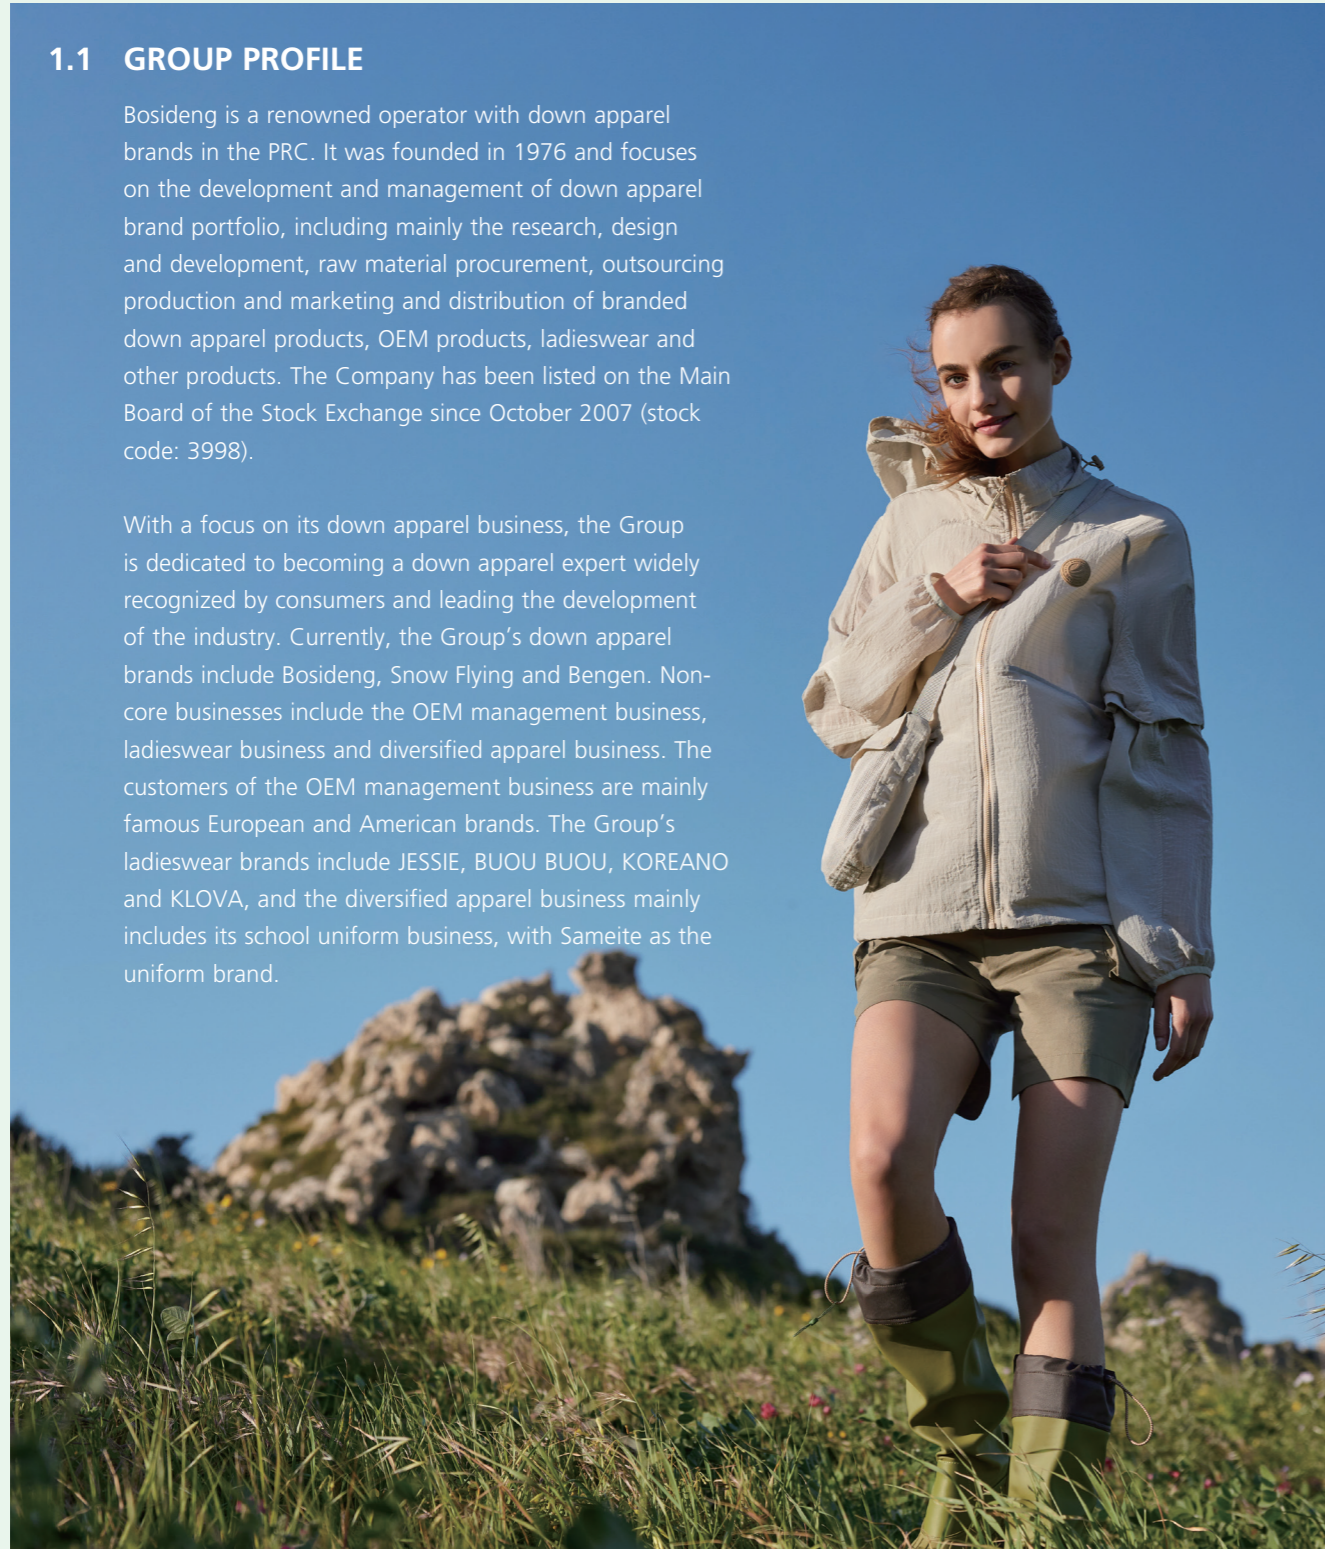 1.1 GROUP PROFILE
Bosideng is a renowned operator with down apparel
brands in the PRC. It was founded in 1976 and focuses
on the development and management of down apparel
brand portfolio, including mainly the research, design
and development, raw material procurement, outsourcing
production and marketing and distribution of branded
down apparel products, OEM products, ladieswear and
other products. The Company has been listed on the Main
Board of the Stock Exchange since October 2007 (stock
code: 3998).
With a focus on its down apparel business, the Group
is dedicated to becoming a down apparel expert widely
recognized by consumers and leading the development
of the industry. Currently, the Group’s down apparel
brands include Bosideng, Snow Flying and Bengen. Non-
core businesses include the OEM management business,
ladieswear business and diversified apparel business. The
customers of the OEM management business are mainly
famous European and American brands. The Group’s
ladieswear brands include JESSIE, BUOU BUOU, KOREANO
and KLOVA, and the diversified apparel business mainly
includes its school uniform business, with Sameite as the
uniform brand.